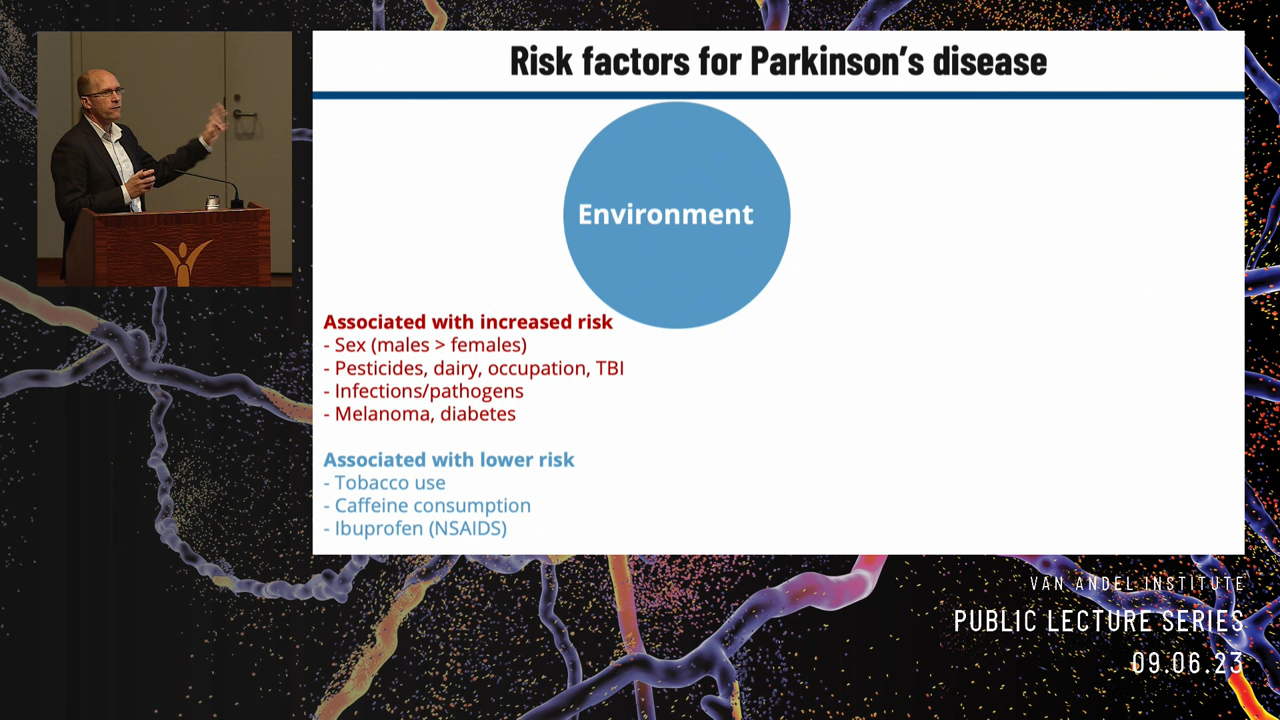 Risk factors for Parkinson's disease
Environment
Associated with increased risk
- Sex (males > females)
- Pesticides, dairy, occupation, TBI
- Infections/pathogens
- Melanoma, diabetes
Associated with lower risk
- Tobacco use
- Caffeine consumption
- Ibuprofen (NSAIDS)
VAN ANDEL INSTITUTE
PUBLIC LECTURE SERIES
09.06.23